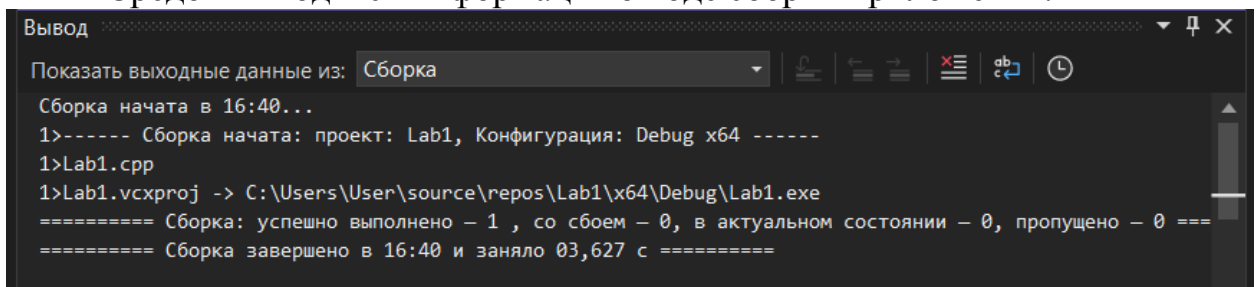 Вывод
Показать выходные данные из: Сборка
Сборка начата в 16:40...
1>------ Сборка начата: проект: Lab1, Конфигурация: Debug x64 ------
1>Lab1.cpp
1>Lab1.vcxproj -> C:\Users\User\source\repos\Lab1\x64\Debug\Lab1.exe
========== Сборка: успешно выполнено — 1 , со сбоем — 0, в актуальном состоянии — 0, пропущено — 0 ===
========== Сборка завершено в 16:40 и заняло 03,627 с ==========